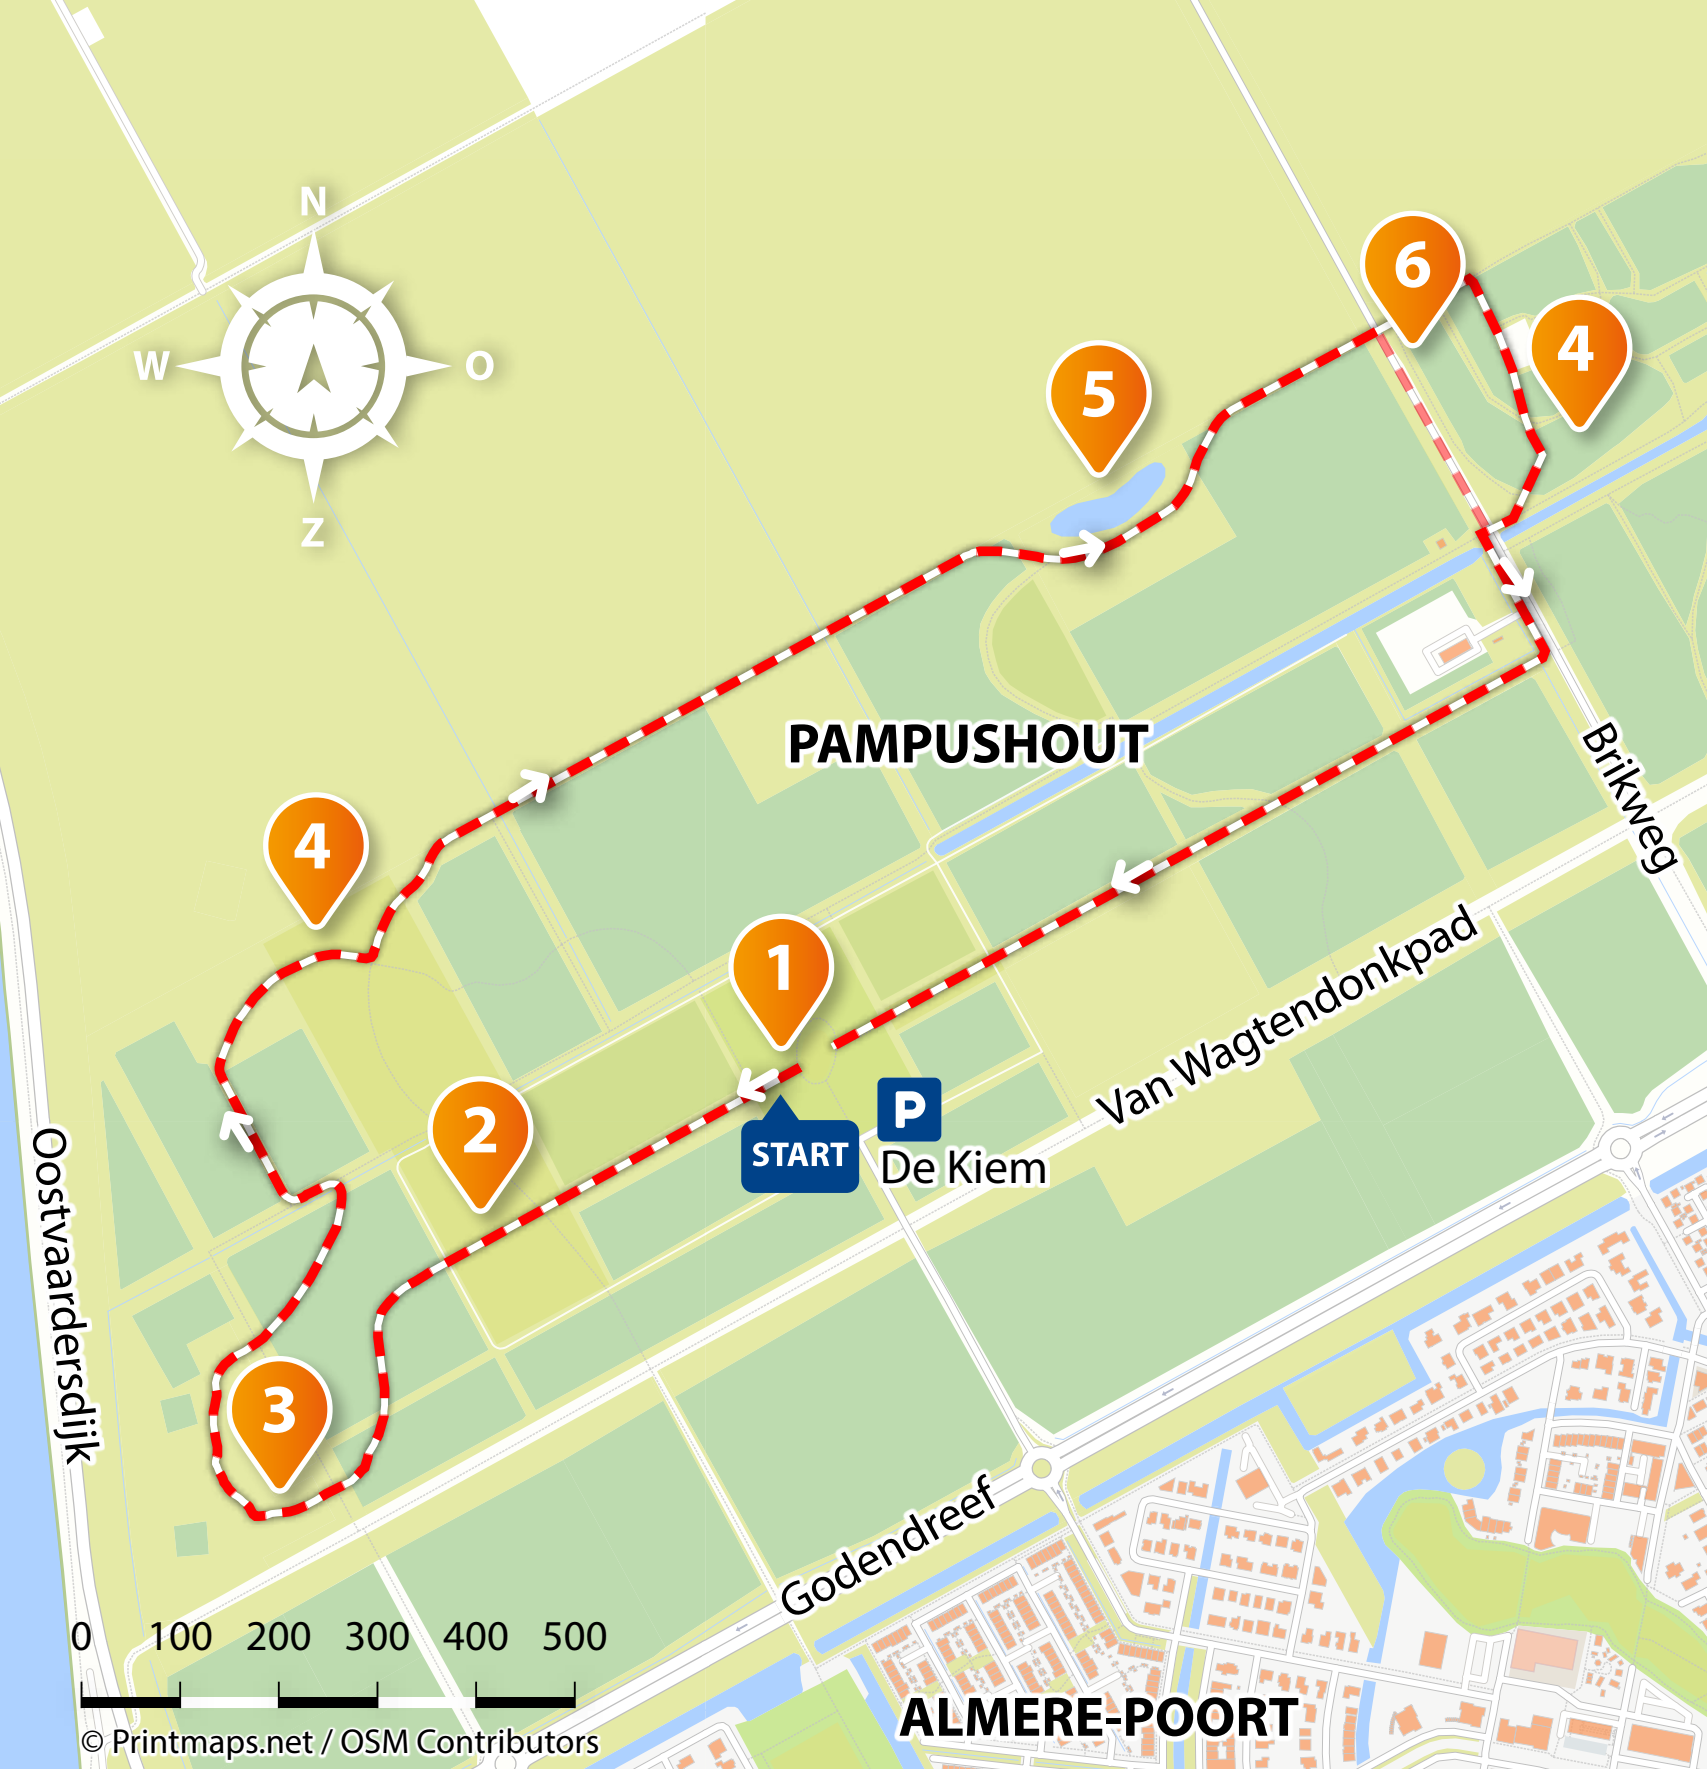 N
W
O
Z
6
4
5
PAMPUSHOUT
Brikweg
4
1
Van Wagtendonkpad
2
START
P
De Kiem
Oostvaardersdijk
3
Godendreef
0 100 200 300 400 500
ALMERE-POORT
© Printmaps.net / OSM Contributors